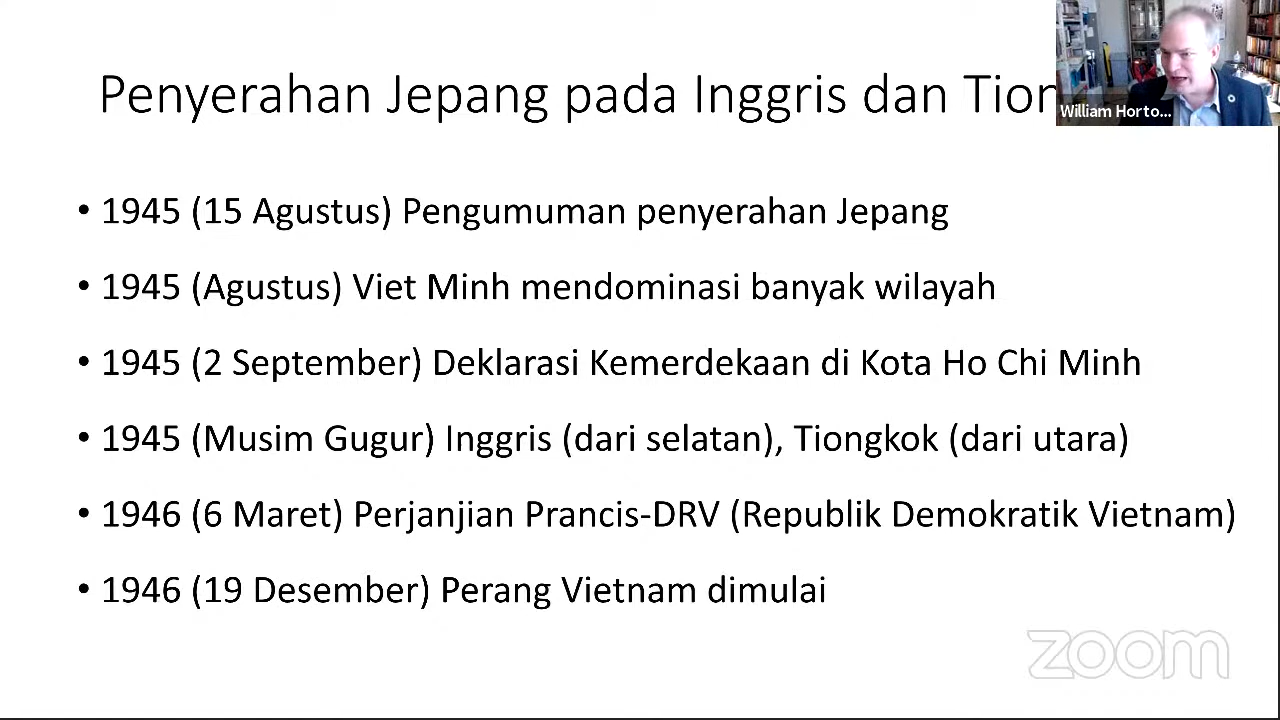 Penyerahan Jepang pada Inggris dan Tion
William Horto...
• 1945 (15 Agustus) Pengumuman penyerahan Jepang
• 1945 (Agustus) Viet Minh mendominasi banyak wilayah
• 1945 (2 September) Deklarasi Kemerdekaan di Kota Ho Chi Minh
• 1945 (Musim Gugur) Inggris (dari selatan), Tiongkok (dari utara)
• 1946 (6 Maret) Perjanjian Prancis-DRV (Republik Demokratik Vietnam)
• 1946 (19 Desember) Perang Vietnam dimulai
zoom